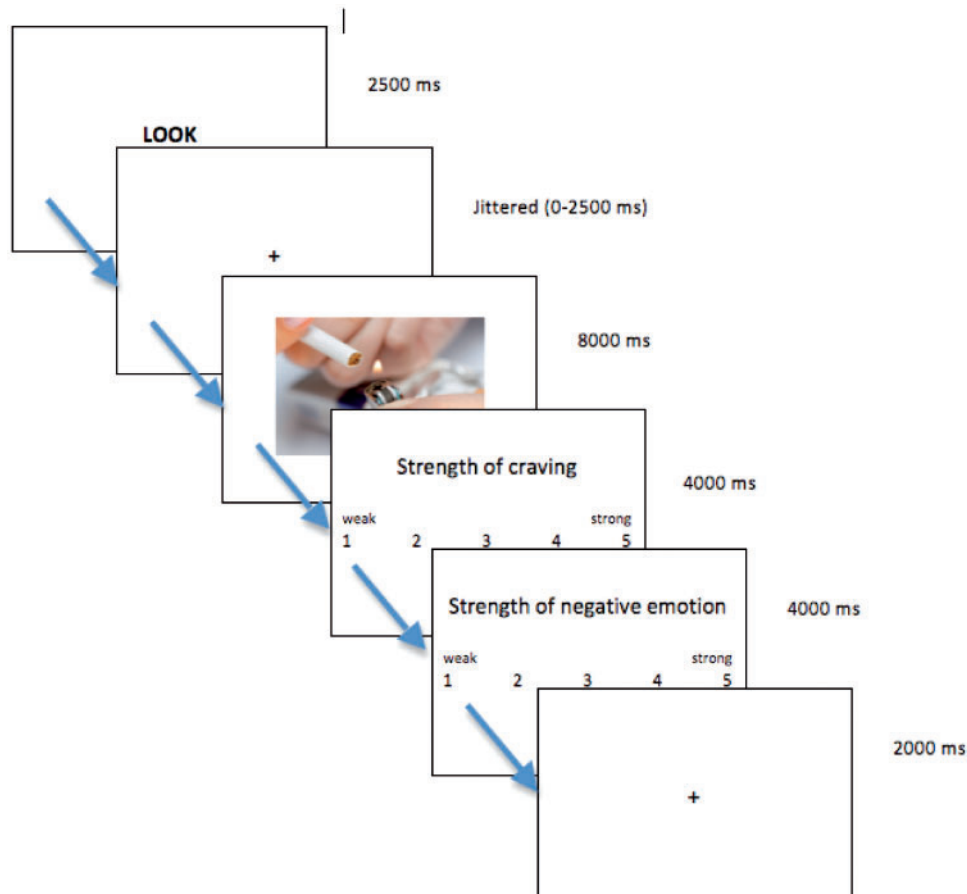 2500 ms
LOOK
Jittered (0-2500 ms)
+
8000 ms
Strength of craving
4000 ms
weak strong
1 2 3 4 5
Strength of negative emotion
4000 ms
weak strong
1 2 3 4 5
2000 ms
+